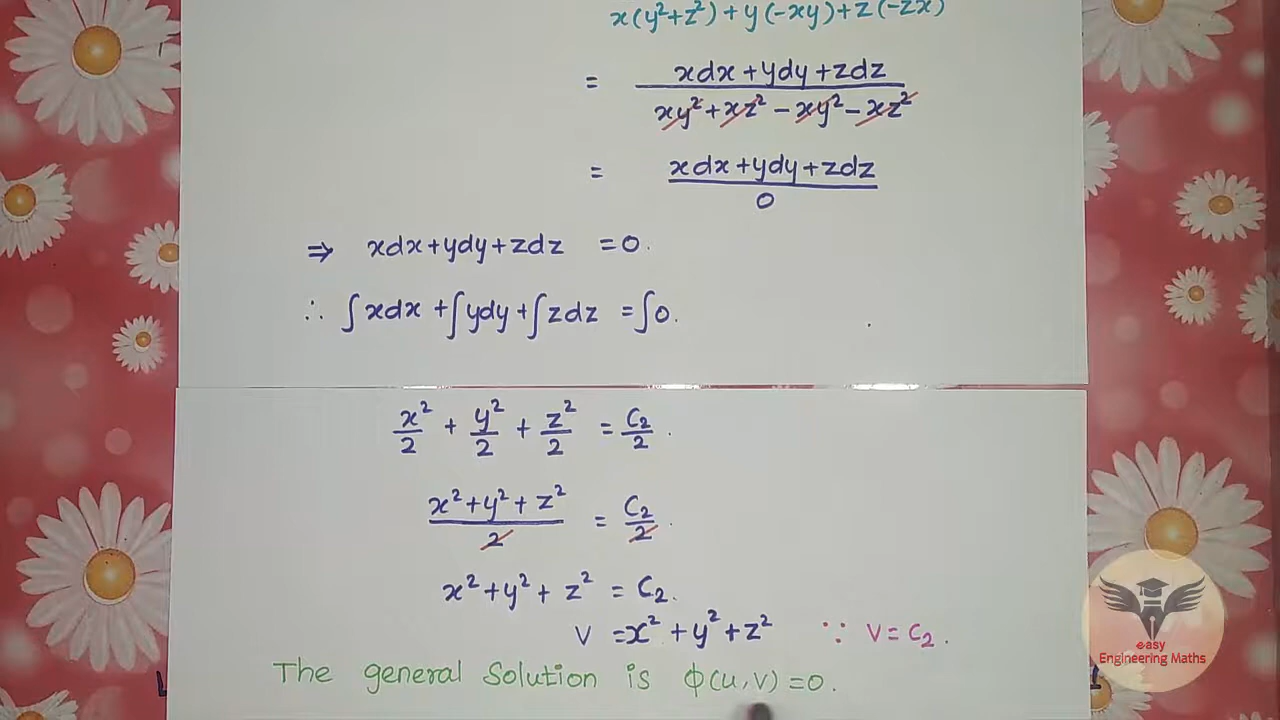 x(y²+z²)+y(-xy)+z(-zx)
= xdx+ydy+zdz / xy²+xz²-xy²-xz²
= xdx+ydy+zdz / 0
⇒ xdx+ydy+zdz = 0.
∴ ∫xdx+∫ydy+∫zdz = ∫0.
x²/2 + y²/2 + z²/2 = C₂/2.
x²+y²+z²/2 = C₂/2.
x²+y²+z² = C₂.
V = x²+y²+z² ∵ V=C₂.
The general Solution is ϕ(u,v)=0.
easy
Engineering Maths